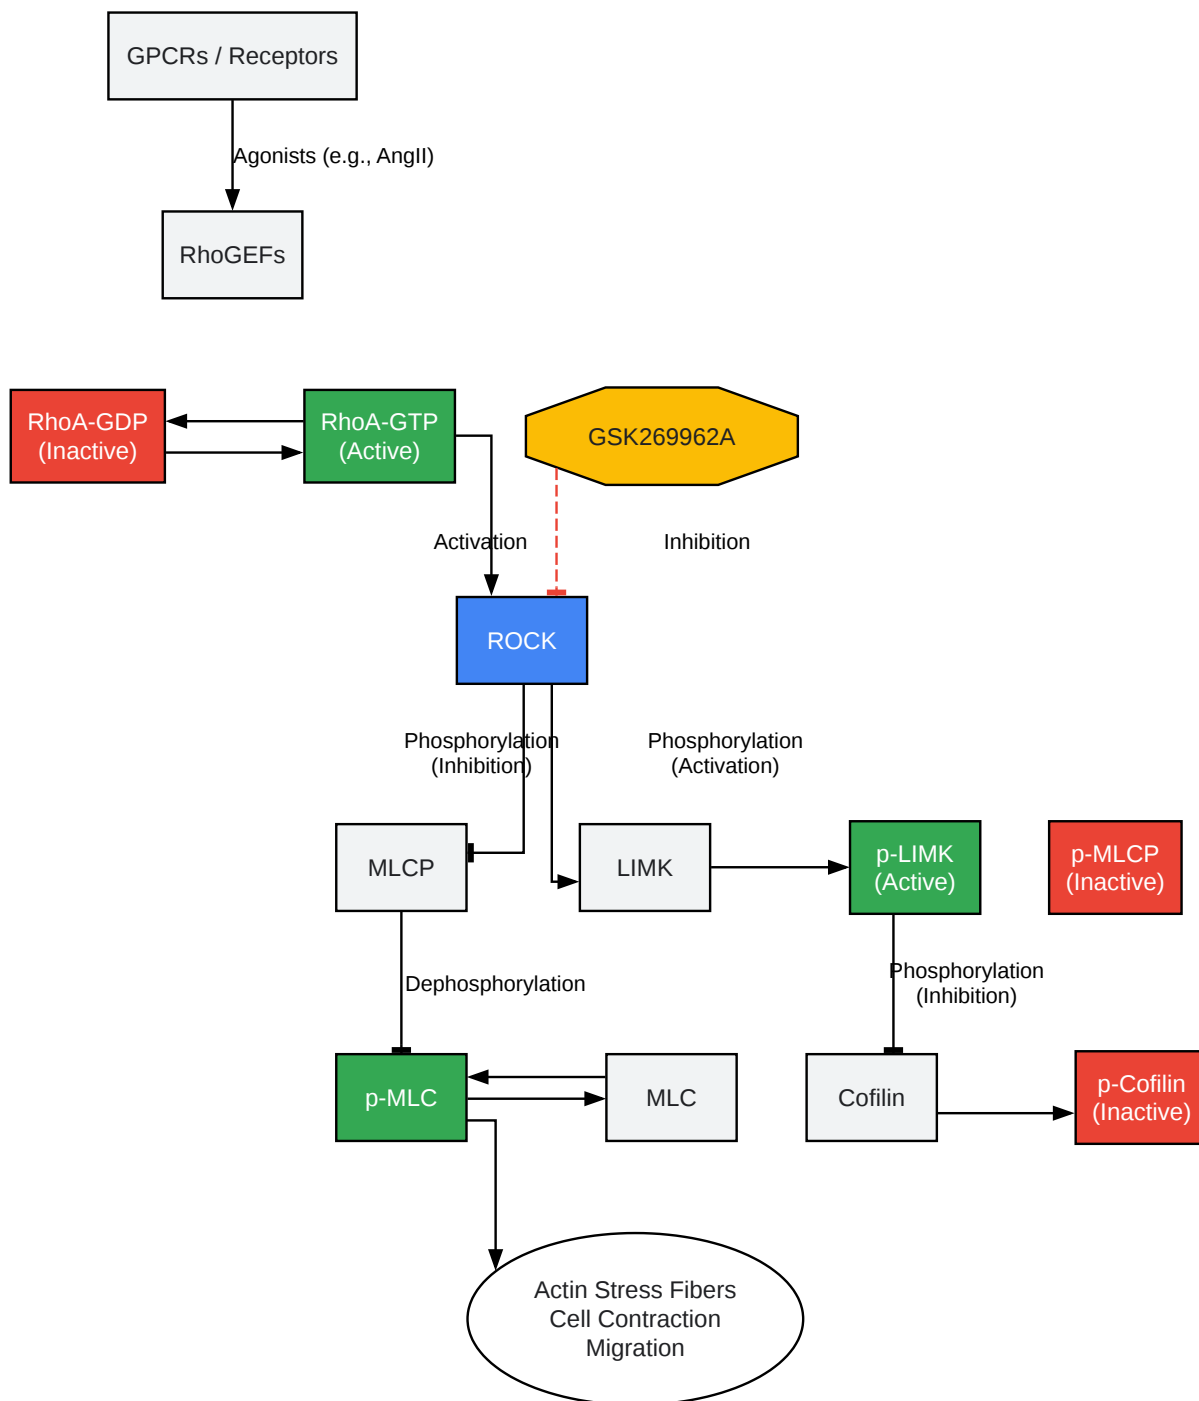 GPCRs / Receptors
Agonists (e.g., AngII)
RhoGEFs
RhoA-GDP
(Inactive)
RhoA-GTP
(Active)
GSK269962A
Activation
Inhibition
ROCK
Phosphorylation
(Inhibition)
Phosphorylation
(Activation)
MLCP
LIMK
p-LIMK
(Active)
p-MLCP
(Inactive)
Dephosphorylation
Phosphorylation
(Inhibition)
p-MLC
MLC
Cofilin
p-Cofilin
(Inactive)
Actin Stress Fibers
Cell Contraction
Migration